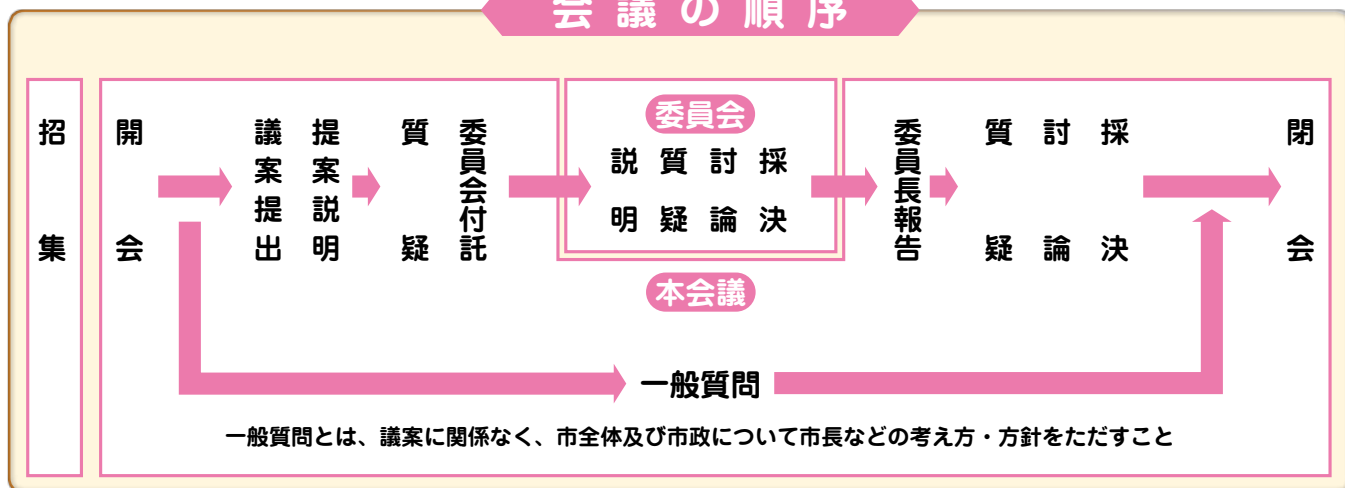 会議の順序
招集
開会
議案提出
提案説明
質疑
委員会付託
委員会
説明
質疑
討論
採決
委員長報告
質疑
討論
採決
閉会
本会議
一般質問
一般質問とは、議案に関係なく、市全体及び市政について市長などの考え方・方針をただすこと